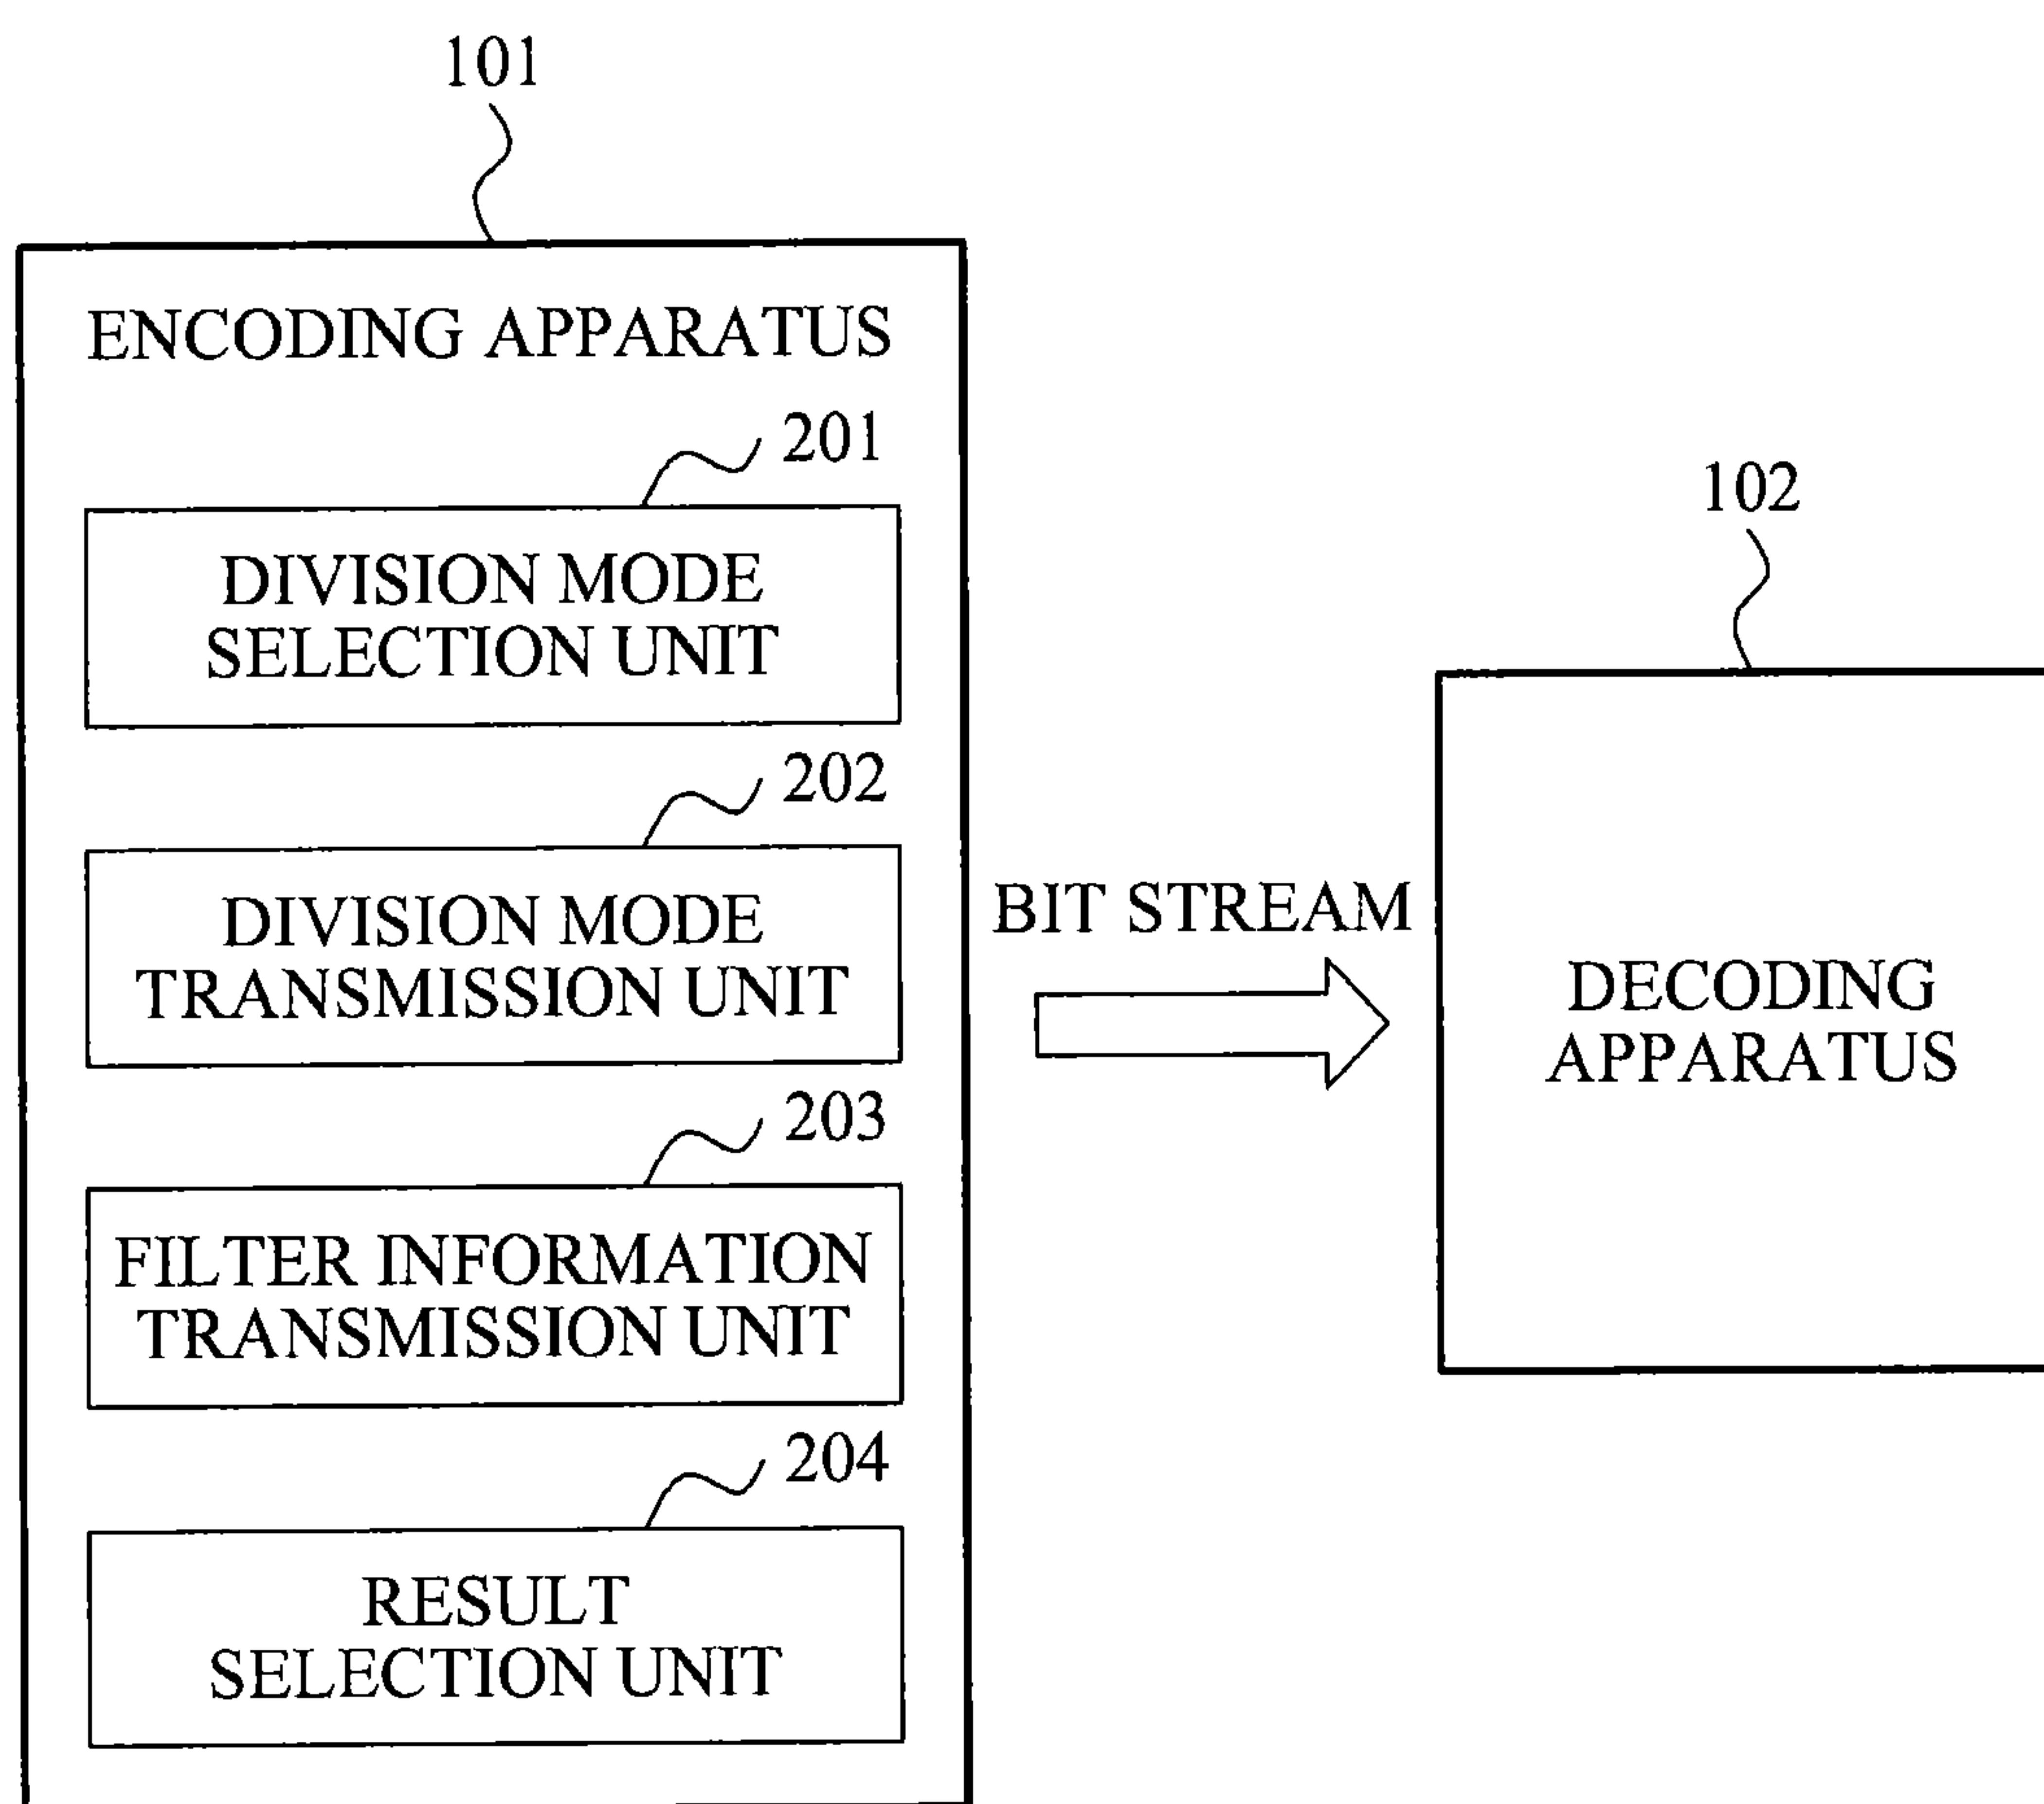 101
ENCODING APPARATUS
201
DIVISION MODE
SELECTION UNIT
202
DIVISION MODE
TRANSMISSION UNIT
203
FILTER INFORMATION
TRANSMISSION UNIT
204
RESULT
SELECTION UNIT
BIT STREAM
102
DECODING
APPARATUS